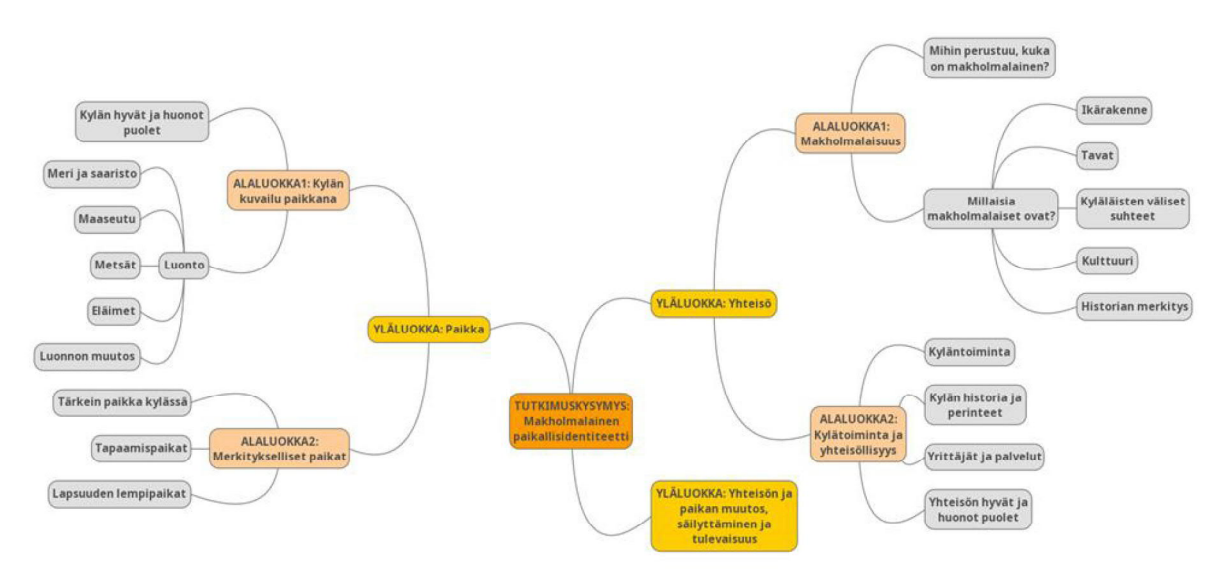 Kylän hyvät ja huonot
puolet
Meri ja saaristo
Maaseutu
Metsät
Luonto
Eläimet
Luonnon muutos
ALALUOKKA1: Kylän
kuvailu paikkana
Tärkein paikka kylässä
Tapaamispaikat
Lapsuuden lempipaikat
ALALUOKKA2:
Merkitykselliset paikat
YLÄLUOKKA: Paikka
TUTKIMUSKYSYMYS:
Makholmalainen
paikallisidentiteetti
YLÄLUOKKA: Yhteisö
YLÄLUOKKA: Yhteisön ja
paikan muutos,
säilyttäminen ja
tulevaisuus
ALALUOKKA1:
Makholmalaisuus
Mihin perustuu, kuka
on makholmalainen?
Millaisia
makholmalaiset ovat?
Ikärakenne
Tavat
Kyläläisten väliset
suhteet
Kulttuuri
Historian merkitys
ALALUOKKA2:
Kylätoiminta ja
yhteisöllisyys
Kyläntoiminta
Kylän historia ja
perinteet
Yrittäjät ja palvelut
Yhteisön hyvät ja
huonot puolet